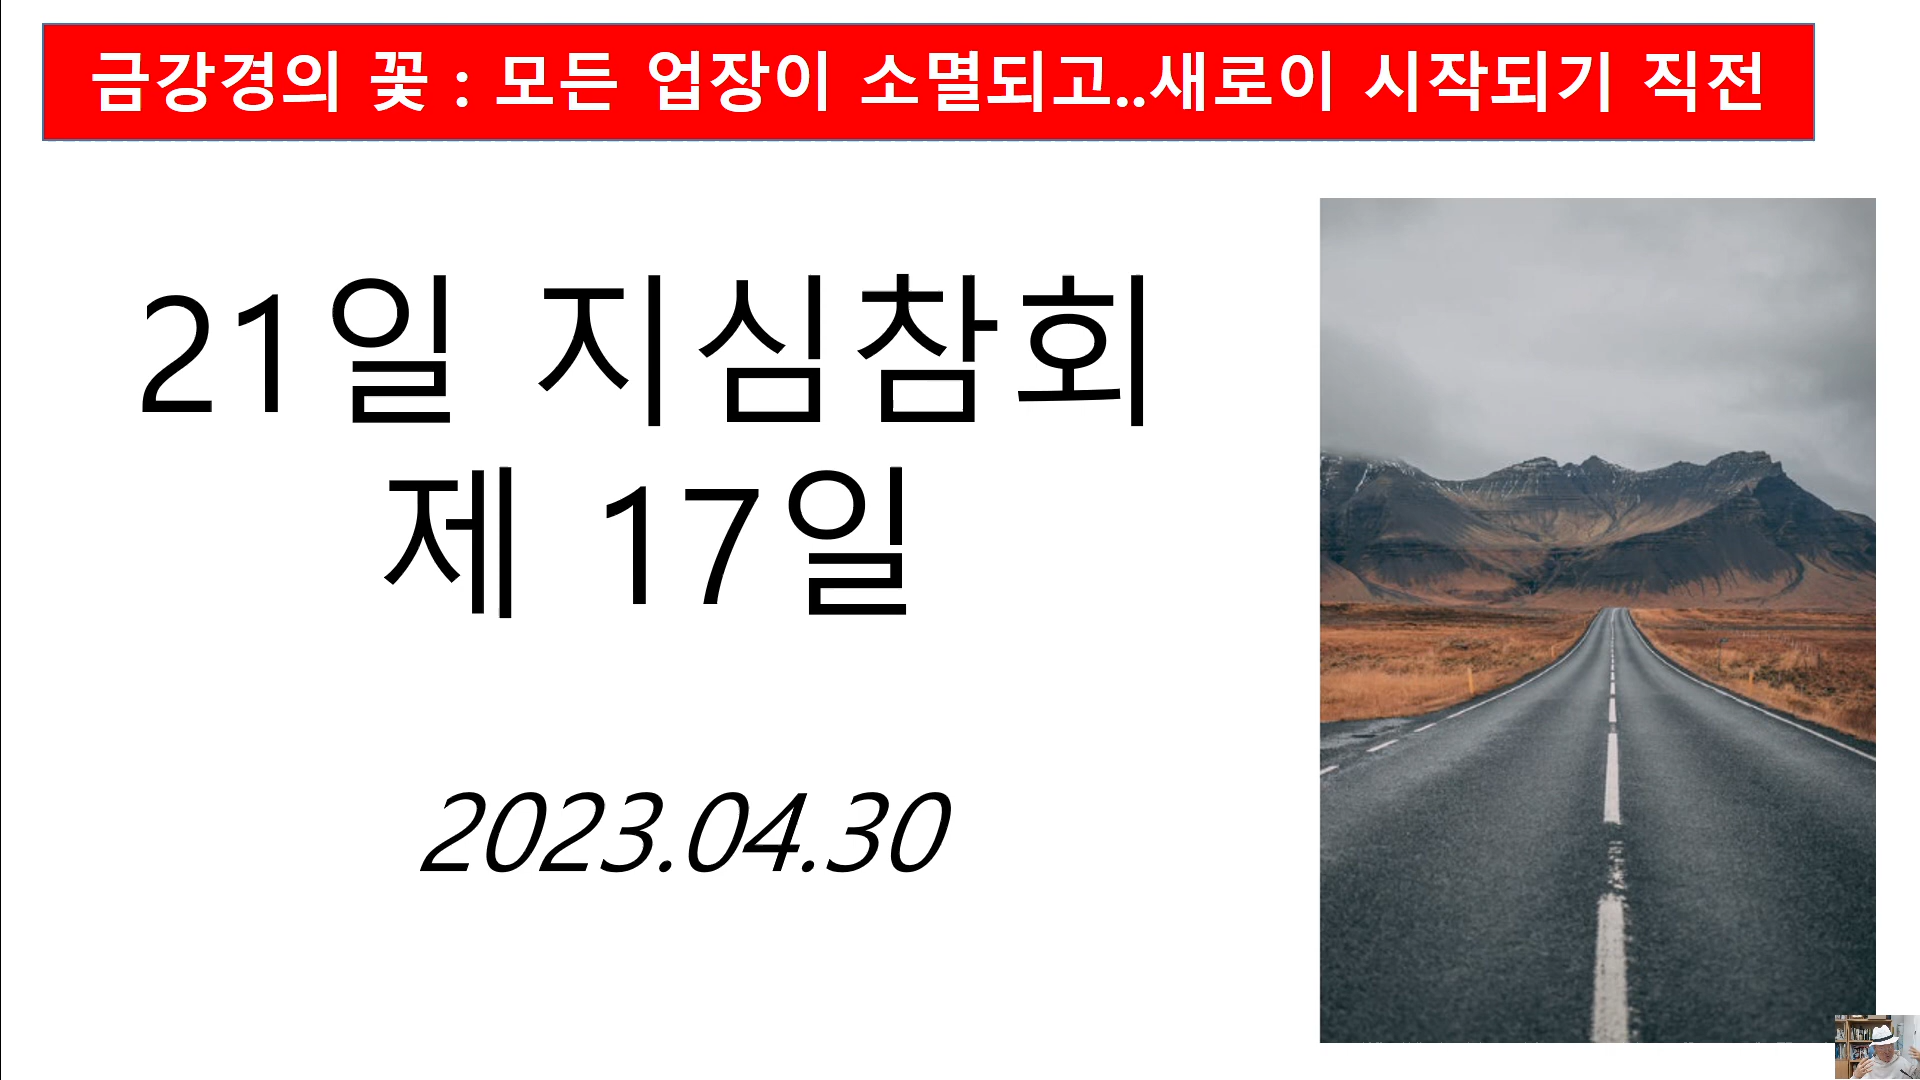 금강경의 꽃 : 모든 업장이 소멸되고..새로이 시작되기 직전
21일 지심참회
제 17일
2023.04.30